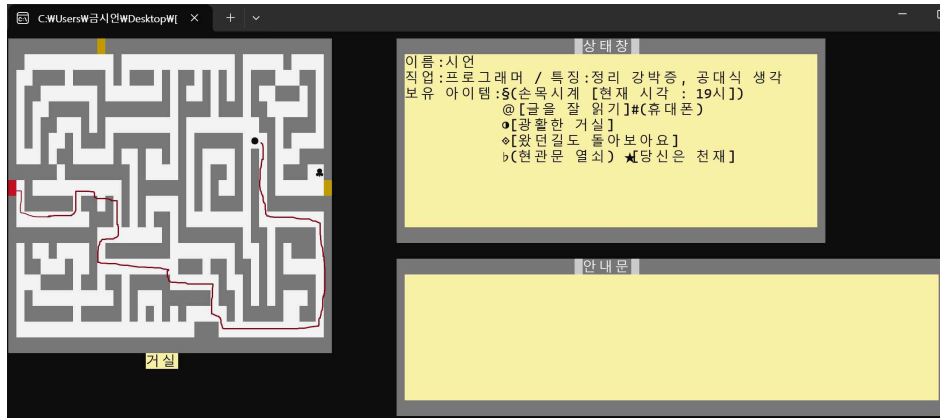 C:₩Users₩금시언₩Desktop₩[
상태창
이름:시언
직업:프로그래머 / 특징:정리 강박증, 공대식 생각
보유 아이템:§(손목시계 [현재 시각 : 19시])
@[글을 잘 읽기]#(휴대폰)
◑[광활한 거실]
◈[왔던길도 돌아보아요]
♭(현관문 열쇠) ★[당신은 천재]
안내문
거실